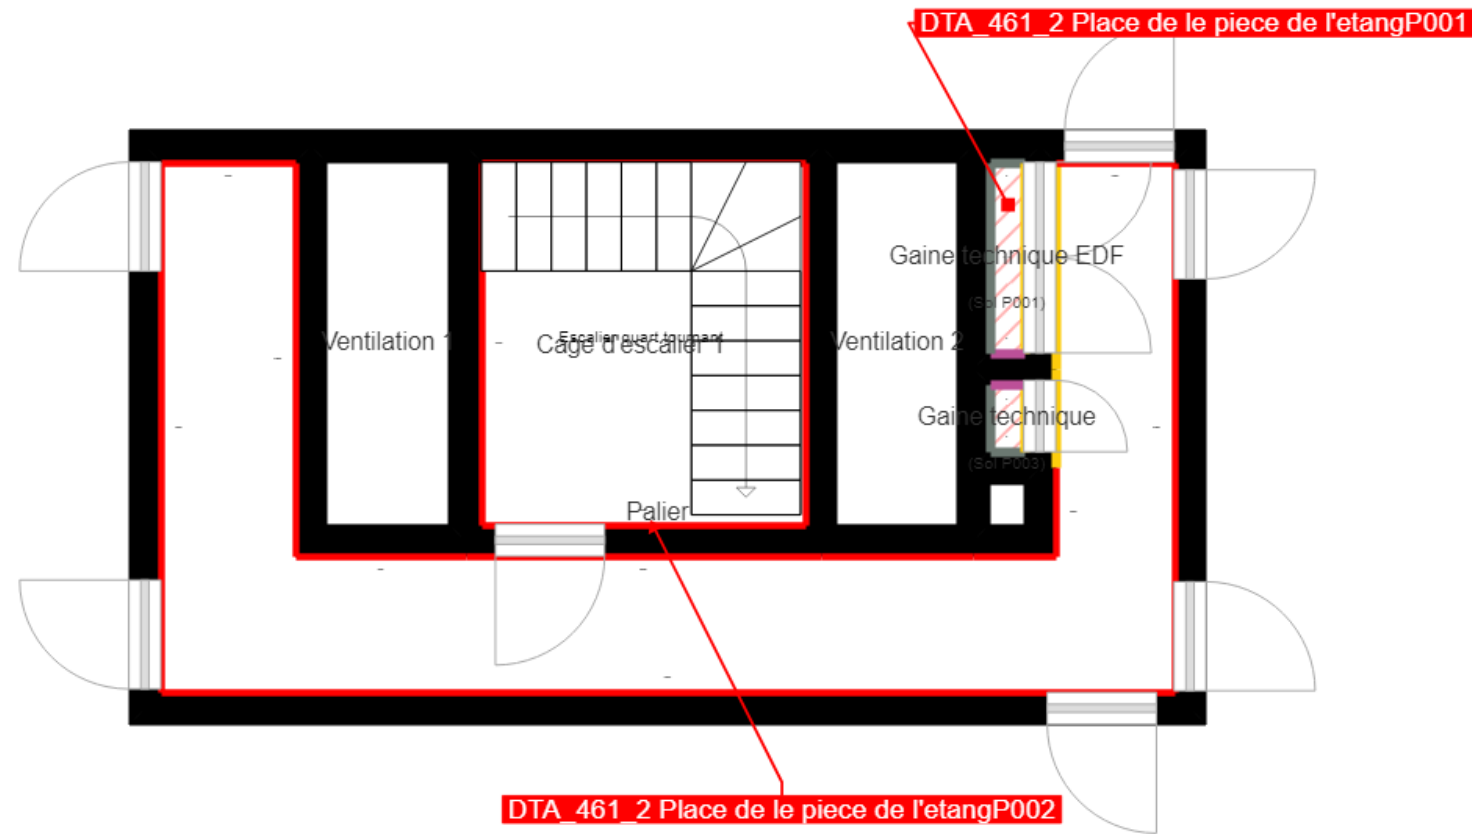 DTA_461_2 Place de le piece de l'etangP001
Gaine technique EDF
(Sol P001)
Ventilation 1
Escalier quart tournant
Cage d'escalier 1
Ventilation 2
Gaine technique
(Sol P003)
Palier
DTA_461_2 Place de le piece de l'etangP002